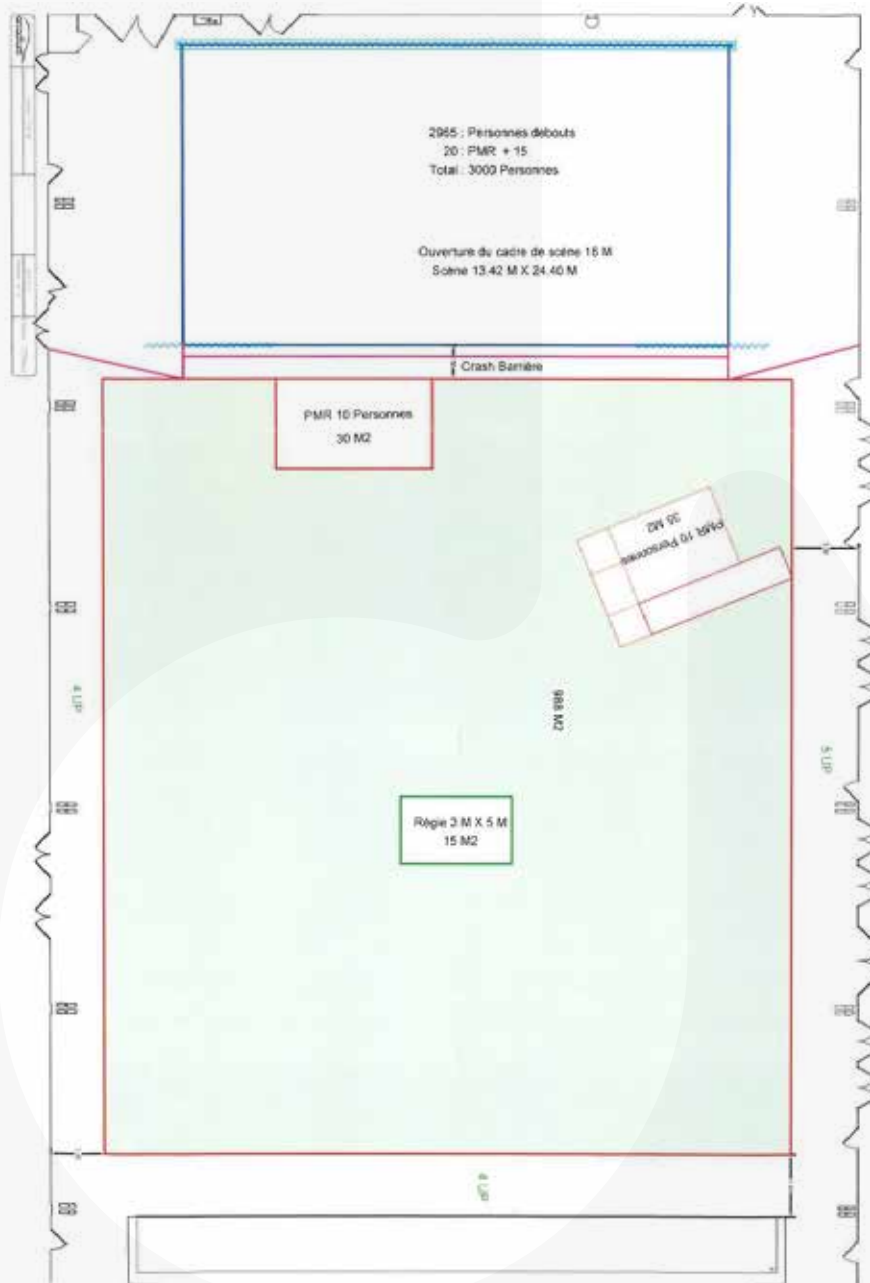 2965 : Personnes debouts
20 : PMR + 15
Total : 3000 Personnes
Ouverture du cadre de scène 16 M
Scène 13.42 M X 24.40 M
Crash Barrière
PMR 10 Personnes
30 M2
PMR 10 Personnes
35 M2
988 M2
4 UP
5 UP
Règie 3 M X 5 M
15 M2
4 UP